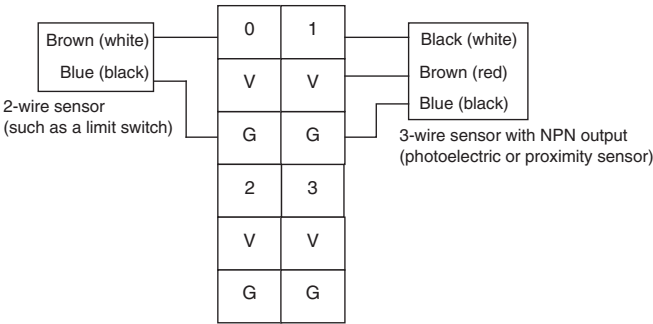 Brown (white)
Blue (black)
2-wire sensor
(such as a limit switch)
0 1
V V
G G
2 3
V V
G G
Black (white)
Brown (red)
Blue (black)
3-wire sensor with NPN output
(photoelectric or proximity sensor)